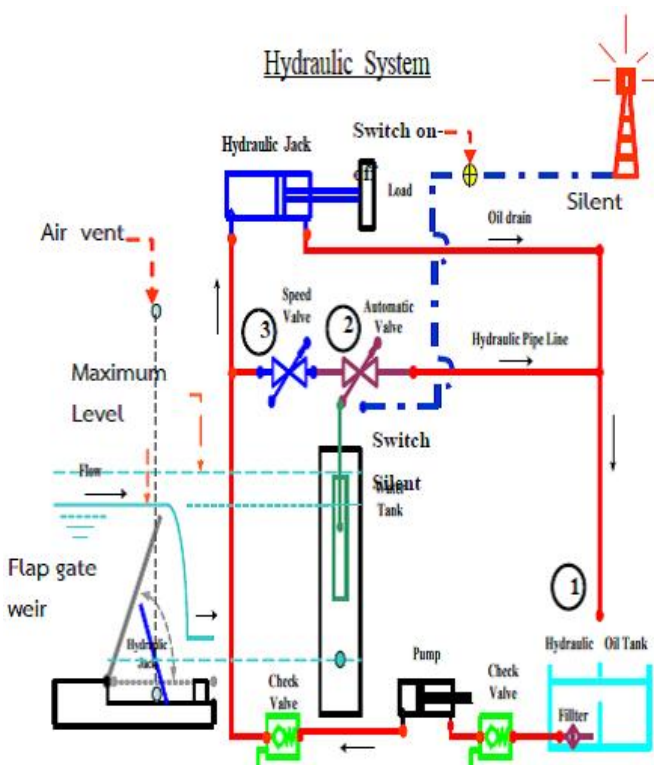 Hydraulic System
Switch on-
off
Hydraulic Jack
Load
Silent
Air vent
Oil drain
Speed
Valve
Automatic
Valve
3
2
Hydraulic Pipe Line
Maximum
Level
Switch
Silent
Flow
Water
Tank
Flap gate
weir
1
Hydraulic
Jack
Hydraulic Oil Tank
Pump
Check
Valve
Check
Valve
Fillter